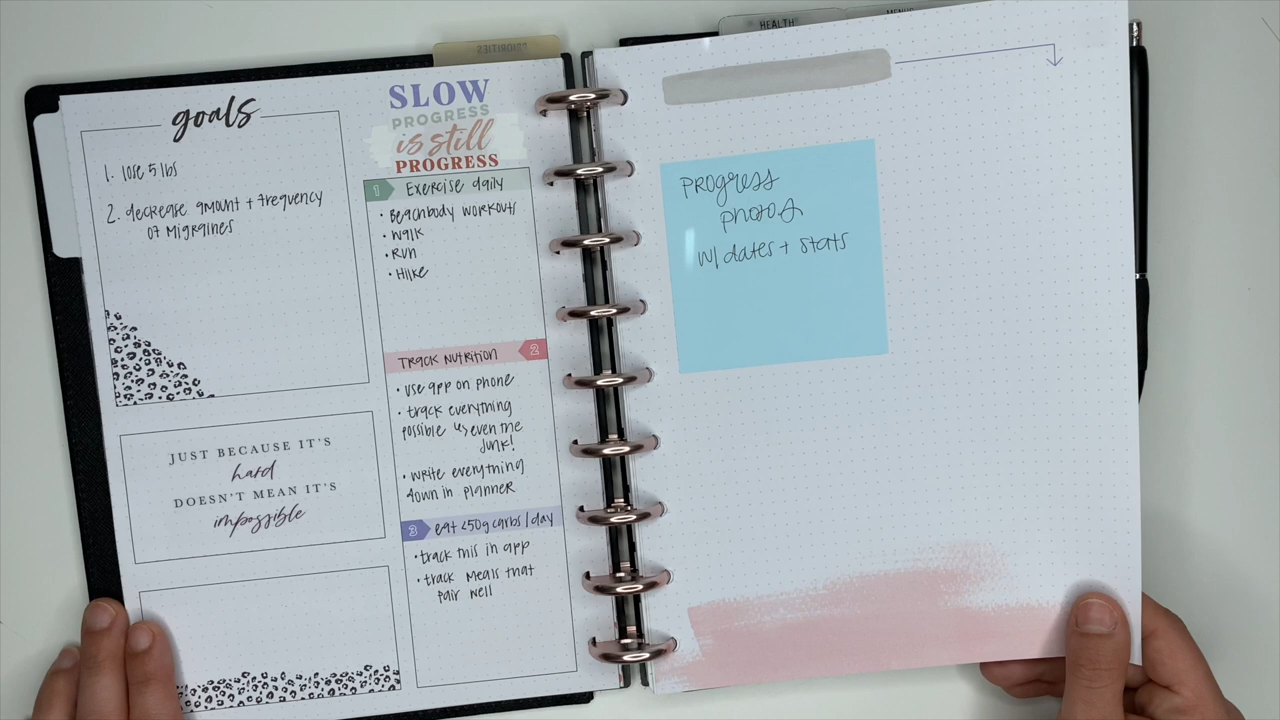 HEALTH
MENUS
PRIORITIES
goals
1. lose 5 lbs
2. decrease amount + frequency
of migraines
JUST BECAUSE IT'S
hard
DOESN'T MEAN IT'S
impossible
SLOW
PROGRESS
is still
PROGRESS
1 Exercise daily
• Beachbody workouts
• walk
• run
• Hike
Track Nutrition 2
• use app on phone
• track everything
possible ↳ even the
junk!
• write everything
down in planner
3 eat <50g carbs/day
• track this in app
• track meals that
pair well
progress
photos
w/ dates + stats